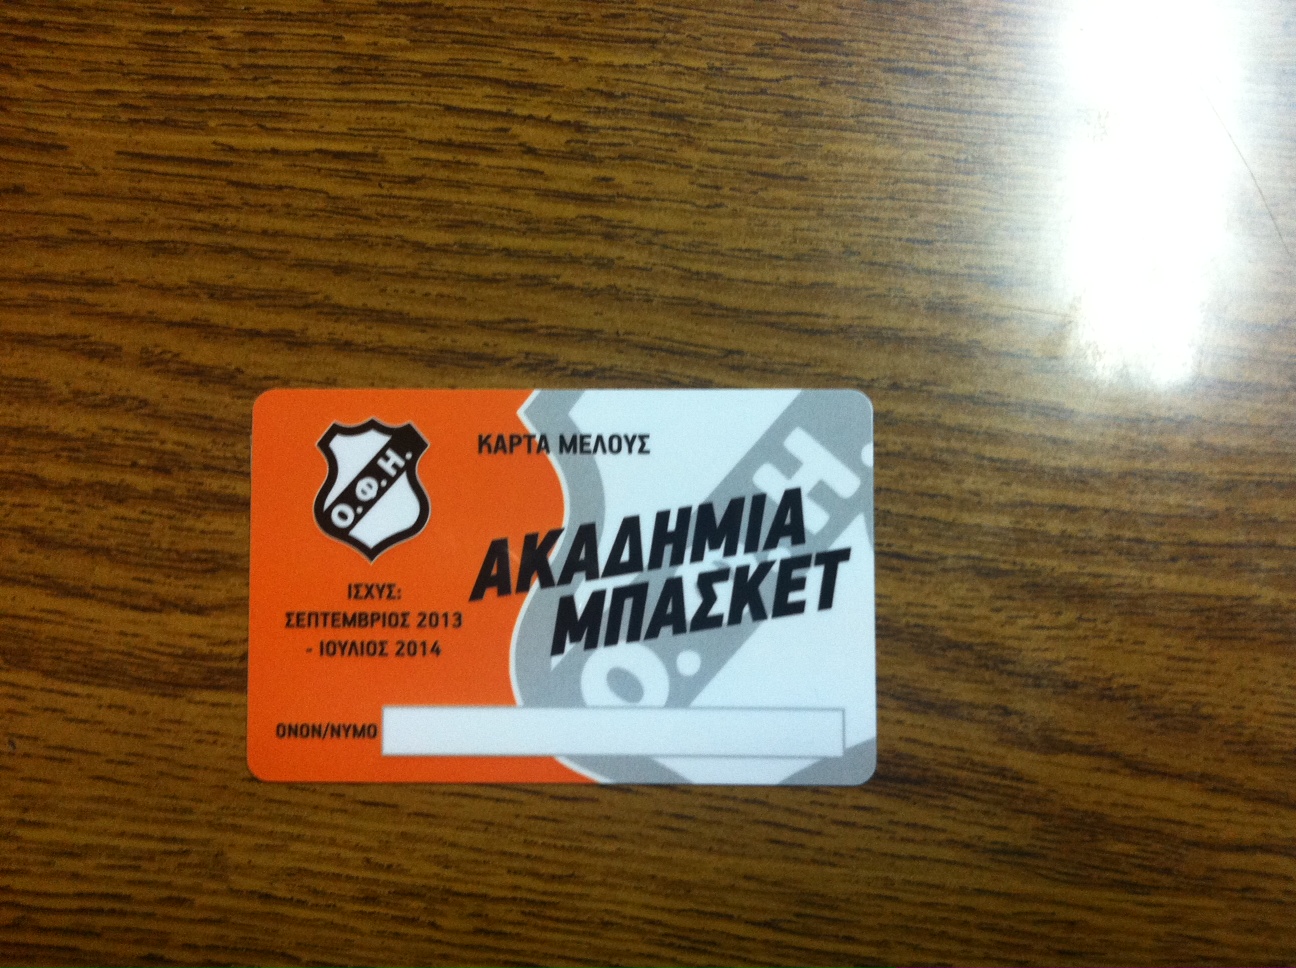 Ο.Φ.Η.
ΚΑΡΤΑ ΜΕΛΟΥΣ
ΑΚΑΔΗΜΙΑ
ΜΠΑΣΚΕΤ
ΙΣΧΥΣ:
ΣΕΠΤΕΜΒΡΙΟΣ 2013
- ΙΟΥΛΙΟΣ 2014
ΟΝΟΝ/ΝΥΜΟ
Ο. Η.